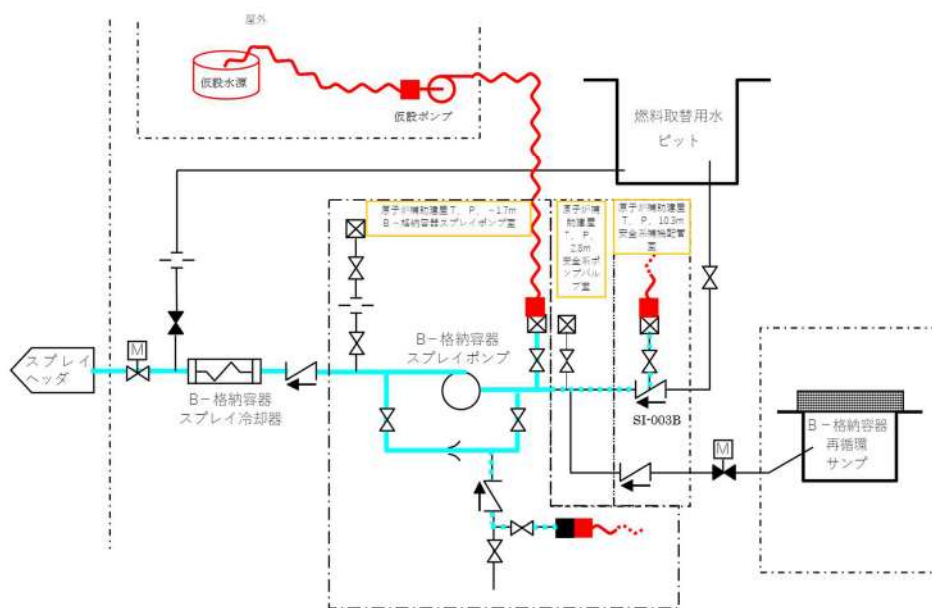 屋外
仮設水源
仮設ポンプ
燃料取替用水
ピット
原子炉補助建屋T．P．−1.7m
B−格納容器スプレイポンプ室
原子炉補
助建屋
T．P．
2.8m
安全系ポ
ンプバル
ブ室
原子炉補助建屋
T．P．10.3m
安全系補機配管
室
B−格納容器
スプレイポンプ
M
スプレイ
ヘッダ
B−格納容器
スプレイ冷却器
SI-003B
M
B−格納容器
再循環
サンプ